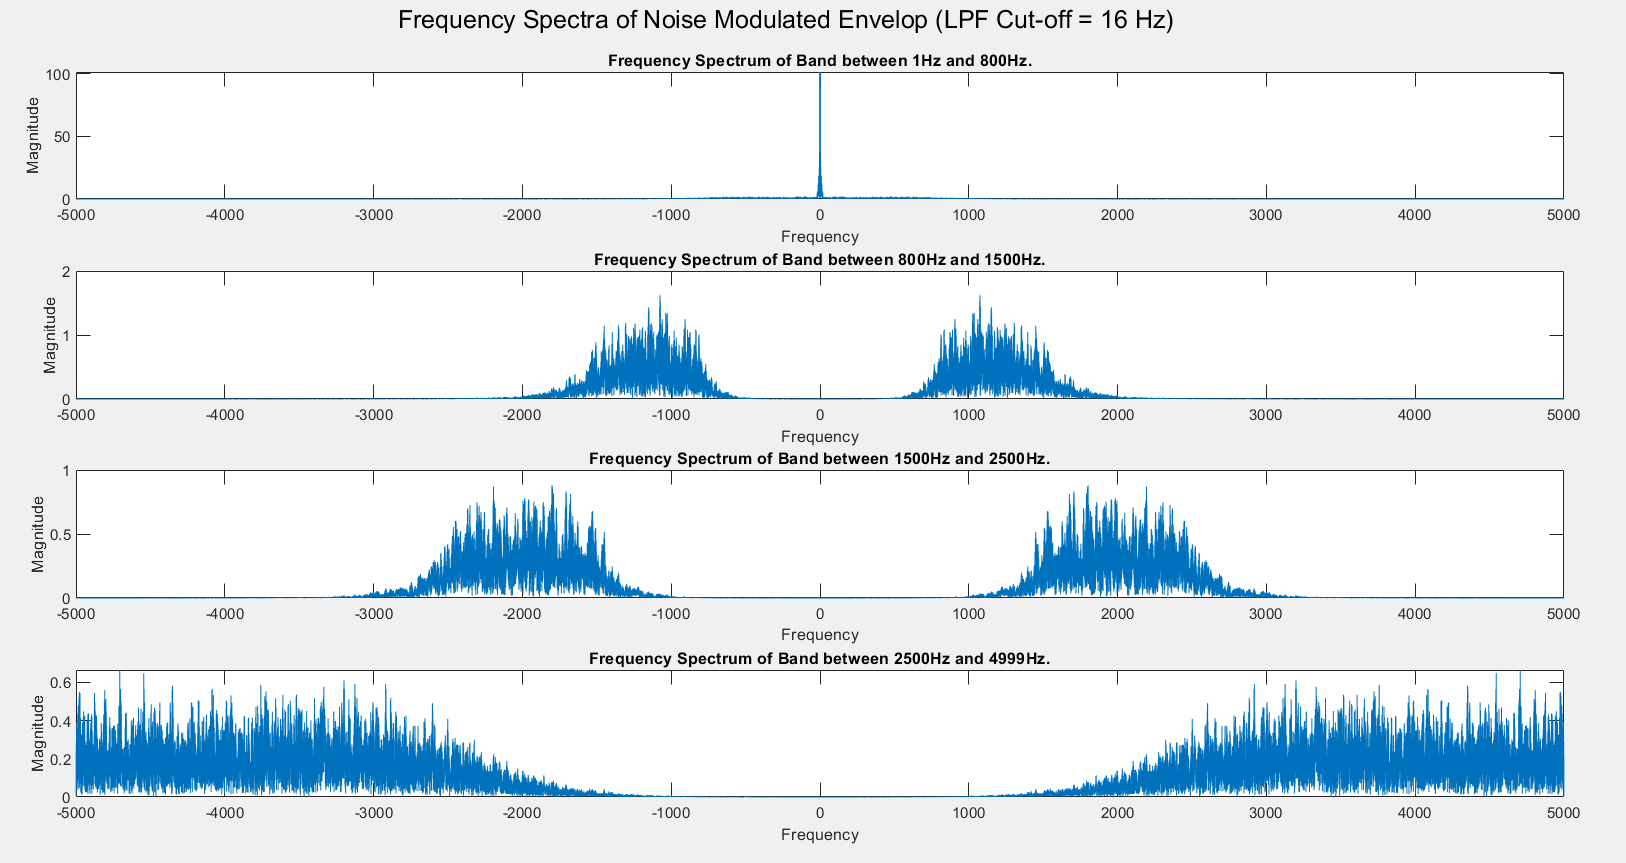 Frequency Spectra of Noise Modulated Envelop (LPF Cut-off = 16 Hz)
Frequency Spectrum of Band between 1Hz and 800Hz.
Magnitude
100
50
0
-5000 -4000 -3000 -2000 -1000 0 1000 2000 3000 4000 5000
Frequency
Frequency Spectrum of Band between 800Hz and 1500Hz.
Magnitude
2
1
0
-5000 -4000 -3000 -2000 -1000 0 1000 2000 3000 4000 5000
Frequency
Frequency Spectrum of Band between 1500Hz and 2500Hz.
Magnitude
1
0.5
0
-5000 -4000 -3000 -2000 -1000 0 1000 2000 3000 4000 5000
Frequency
Frequency Spectrum of Band between 2500Hz and 4999Hz.
Magnitude
0.6
0.4
0.2
0
-5000 -4000 -3000 -2000 -1000 0 1000 2000 3000 4000 5000
Frequency